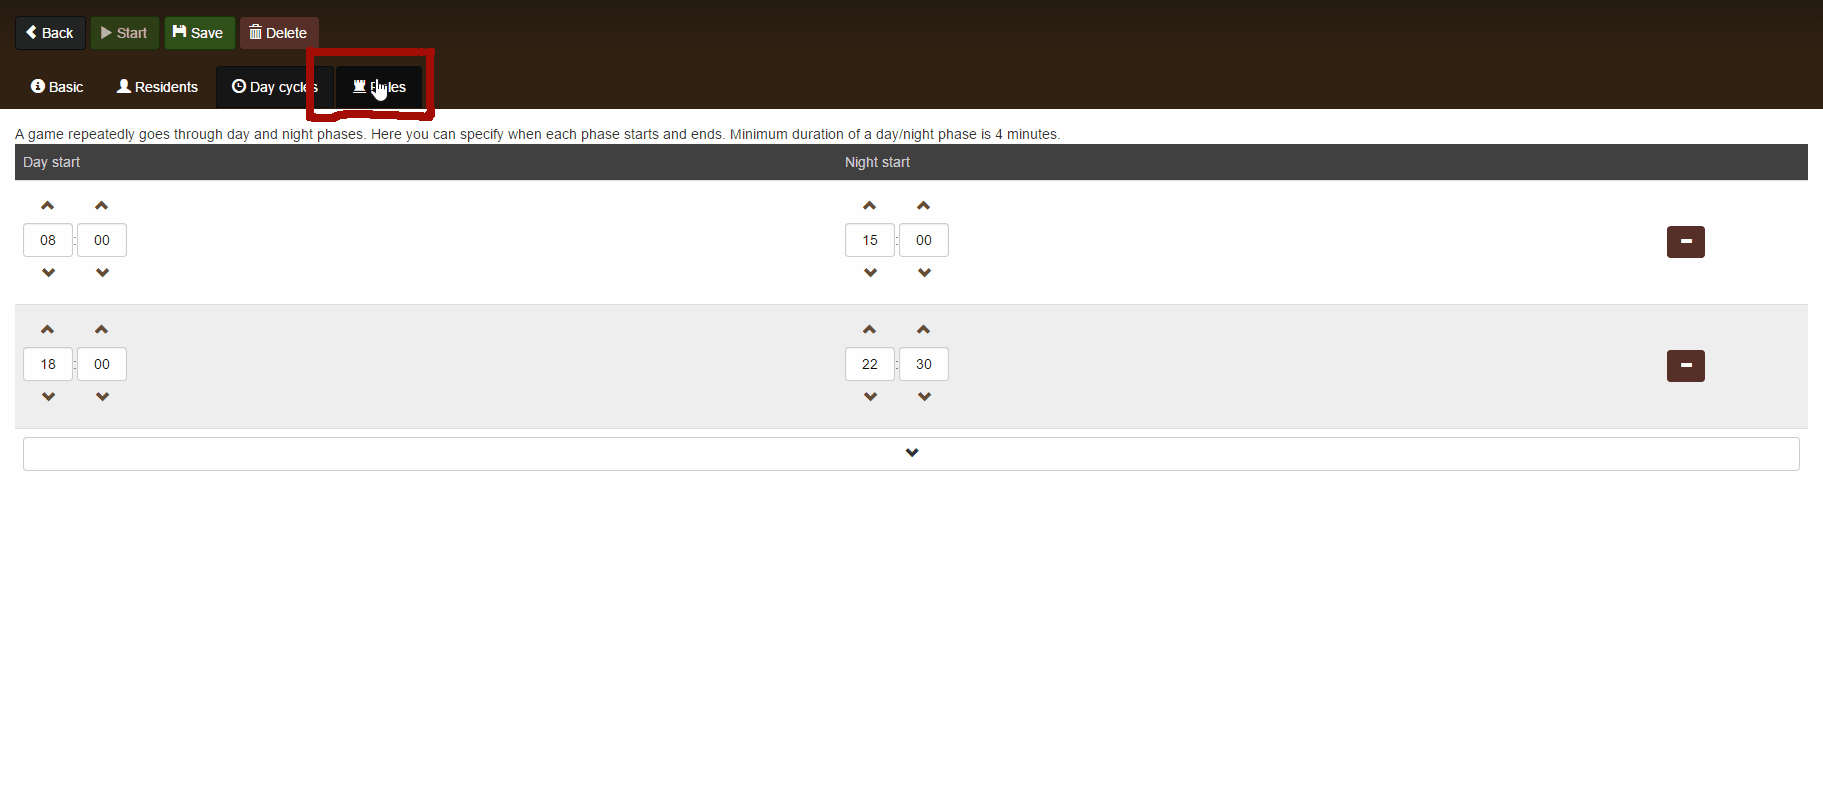 Back Start Save Delete
Basic Residents Day cycles
A game repeatedly goes through day and night phases. Here you can specify when each phase starts and ends. Minimum duration of a day/night phase is 4 minutes.
Day start Night start
08 : 00 15 : 00
18 : 00 22 : 30